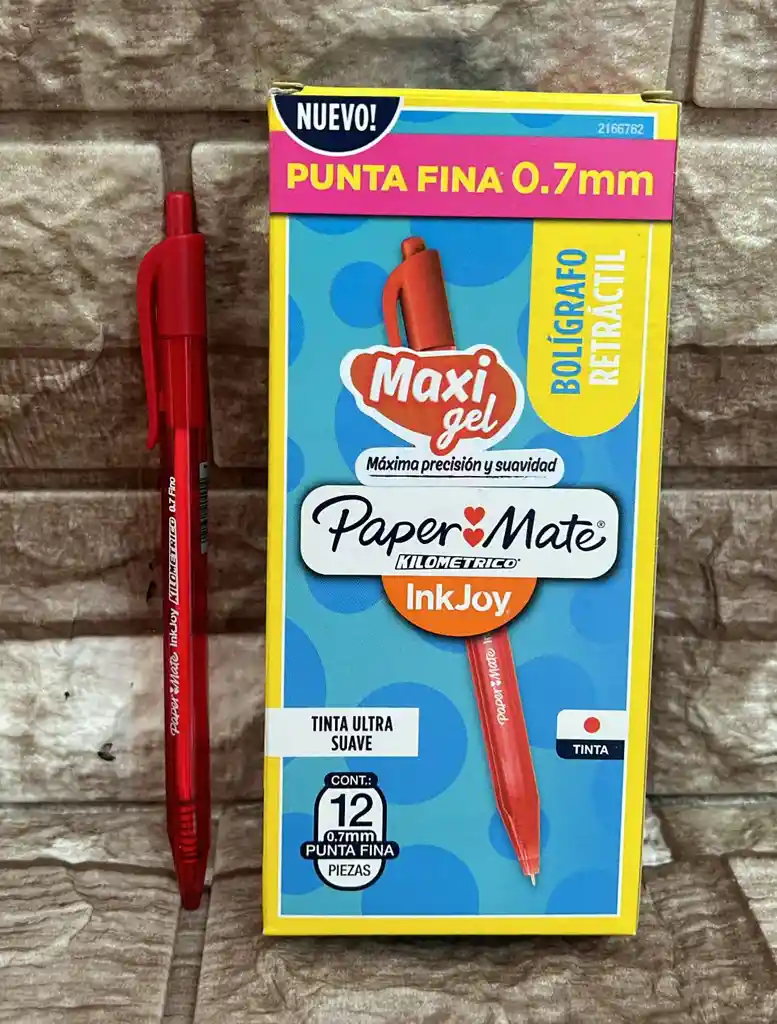 NUEVO!
2166762
PUNTA FINA 0.7mm
BOLÍGRAFO
RETRÁCTIL
Maxi
gel
Máxima precisión y suavidad
Paper Mate®
KILOMETRICO®
InkJoy®
Paper Mate
TINTA ULTRA
SUAVE
TINTA
CONT.:
12
0.7mm
PUNTA FINA
PIEZAS
Paper Mate InkJoy KILOMETRICO 0.7 Fino